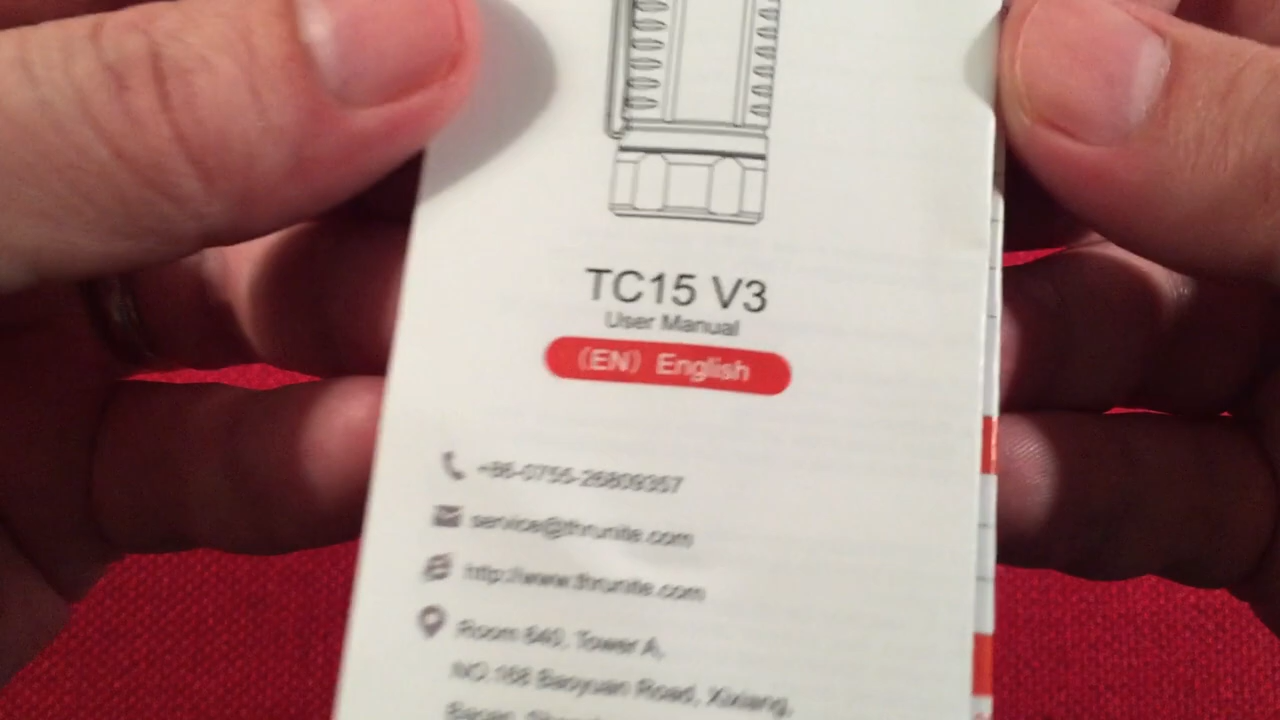 TC15 V3
User Manual
（EN）English
+86-0755-26809357
service@thrunite.com
http://www.thrunite.com
Room 640, Tower A,
NO.168 Baoyuan Road, Xixiang,